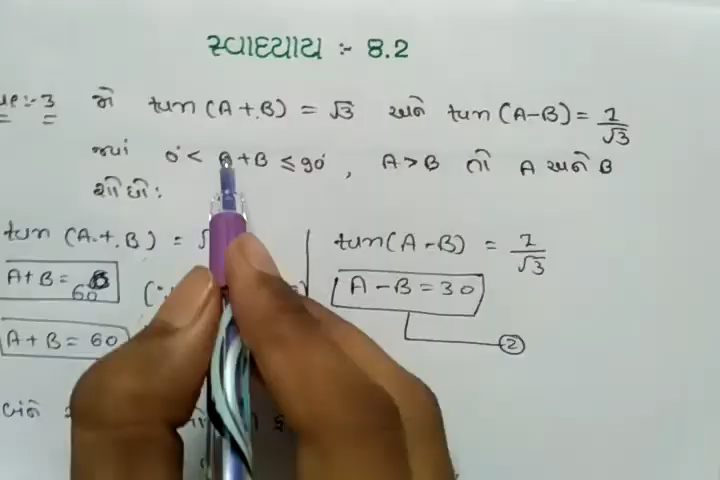 સ્વાધ્યાય :- 8.2
:- 3 જો tan (A + B) = √3 અને tan (A-B) = 1/√3
જ્યાં 0° < A + B ≤ 90° , A > B તો A અને B
શોધો :
tan (A + B) = √
A + B = 60
A + B = 60
tan (A - B) = 1/√3
A - B = 30
②